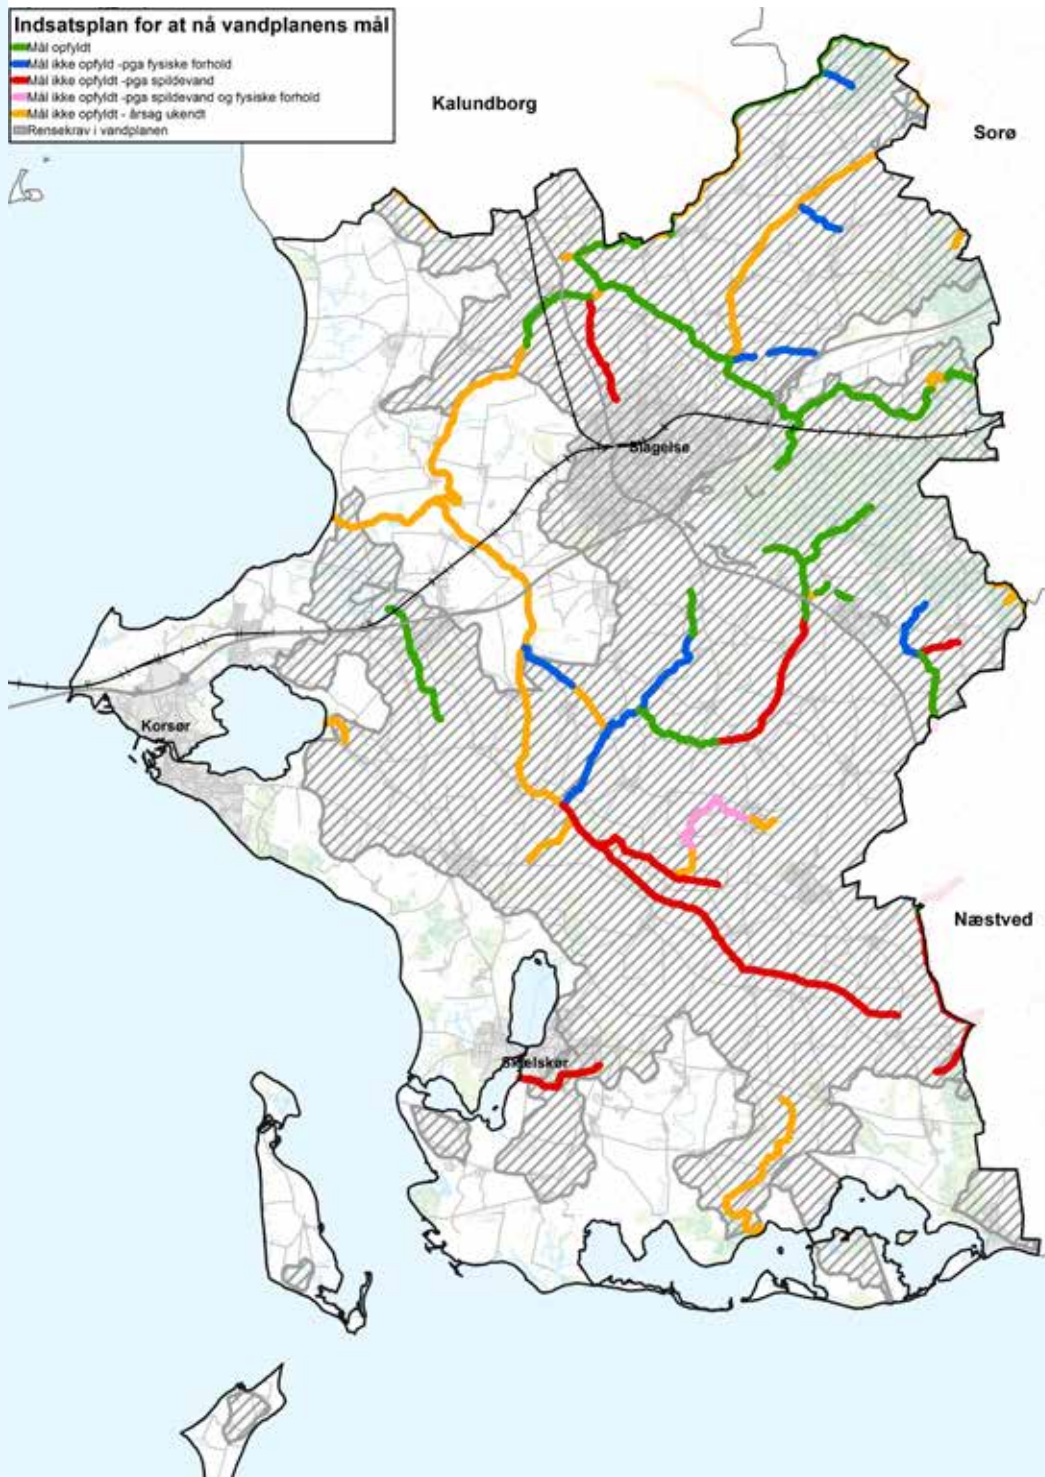 Indsatsplan for at nå vandplanens mål
Mål opfyldt
Mål ikke opfyld -pga fysiske forhold
Mål ikke opfyldt -pga spildevand
Mål ikke opfyldt -pga spildevand og fysiske forhold
Mål ikke opfyldt - årsag ukendt
Rensekrav i vandplanen
Kalundborg
Sorø
Slagelse
Korsør
Næstved
Skælskør